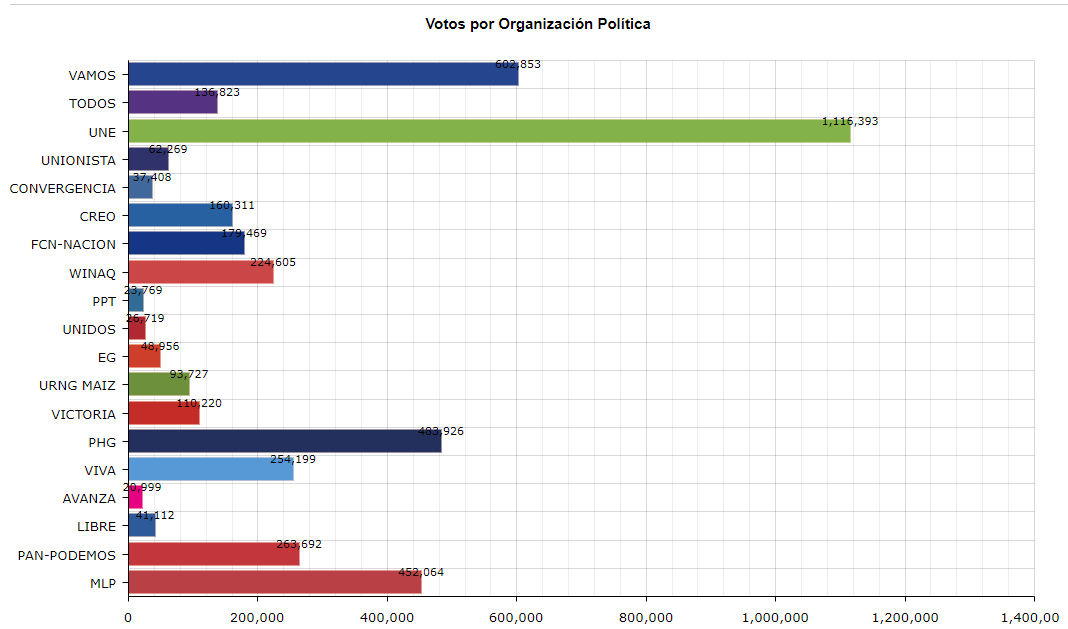 Votos por Organización Política
VAMOS 602,853
TODOS 136,823
UNE 1,116,393
UNIONISTA 62,269
CONVERGENCIA 37,408
CREO 160,311
FCN-NACION 179,469
WINAQ 224,605
PPT 23,769
UNIDOS 26,719
EG 48,956
URNG MAIZ 93,727
VICTORIA 110,220
PHG 483,926
VIVA 254,199
AVANZA 20,999
LIBRE 41,112
PAN-PODEMOS 263,692
MLP 452,064
0 200,000 400,000 600,000 800,000 1,000,000 1,200,000 1,400,00